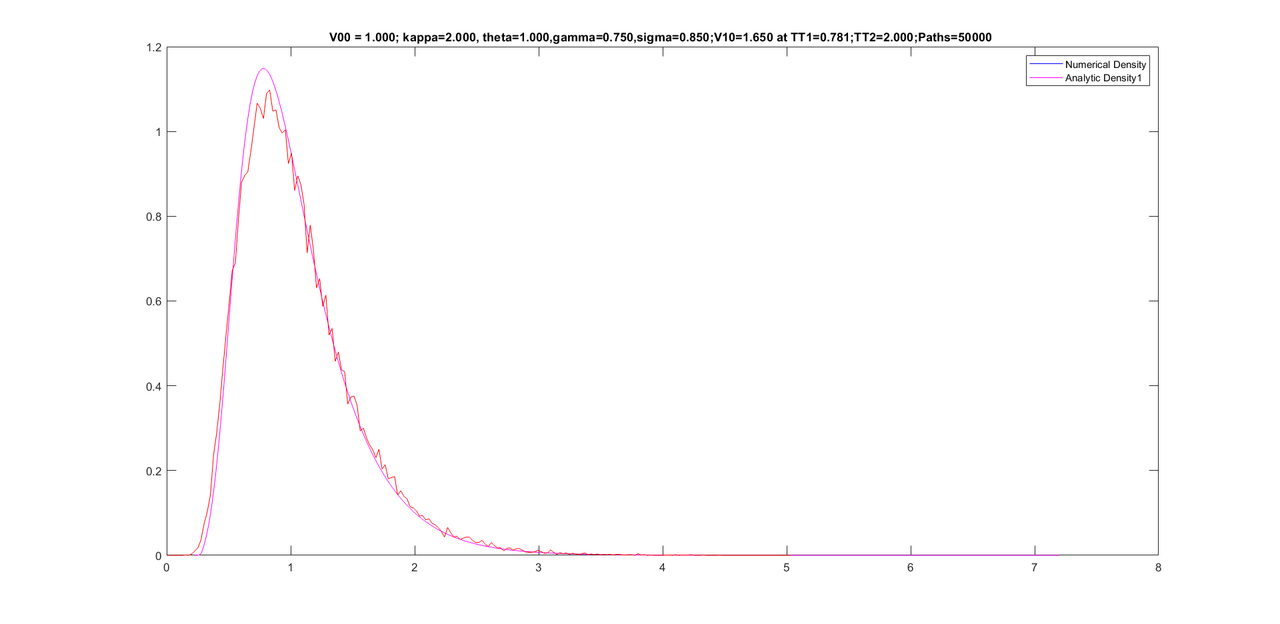 V00 = 1.000; kappa=2.000, theta=1.000,gamma=0.750,sigma=0.850;V10=1.650 at TT1=0.781;TT2=2.000;Paths=50000
Numerical Density
Analytic Density1
1.2
1
0.8
0.6
0.4
0.2
0
0 1 2 3 4 5 6 7 8